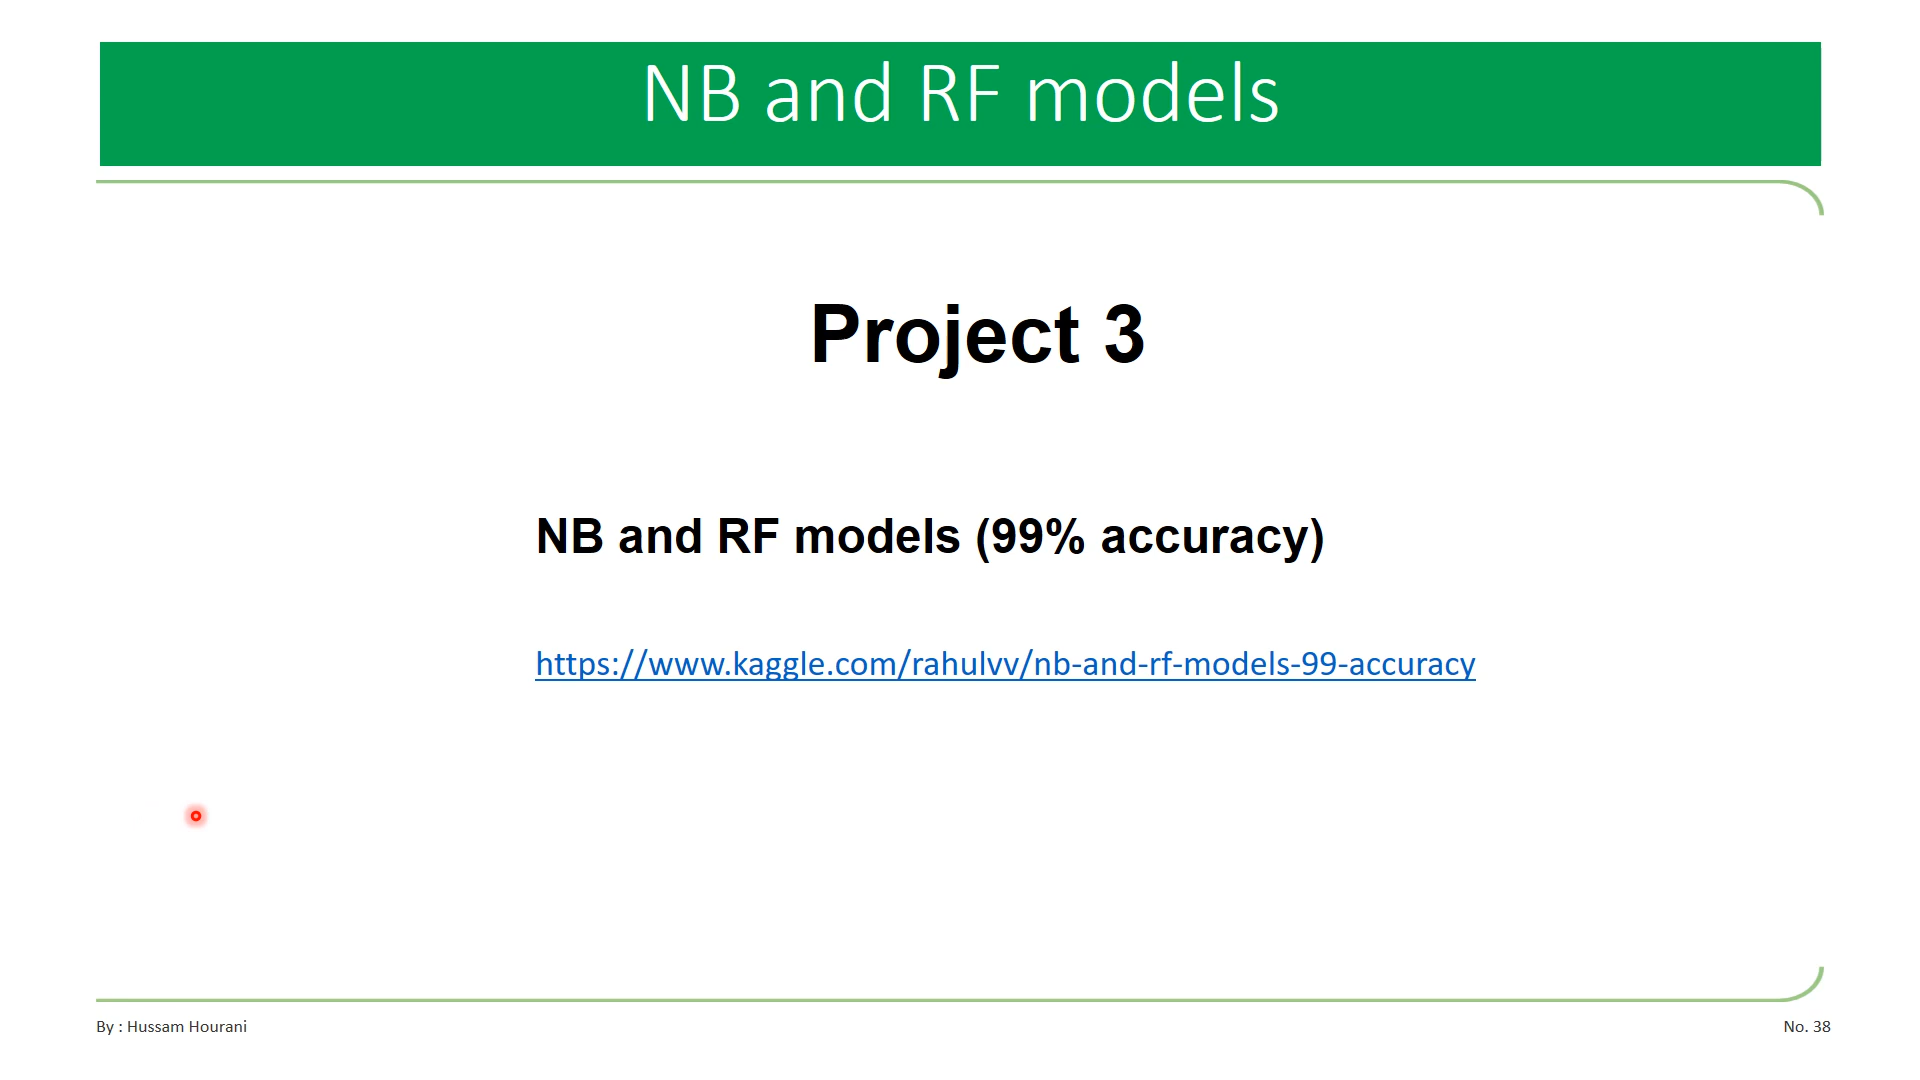 NB and RF models
Project 3
NB and RF models (99% accuracy)
https://www.kaggle.com/rahulvv/nb-and-rf-models-99-accuracy
By : Hussam Hourani
No. 38